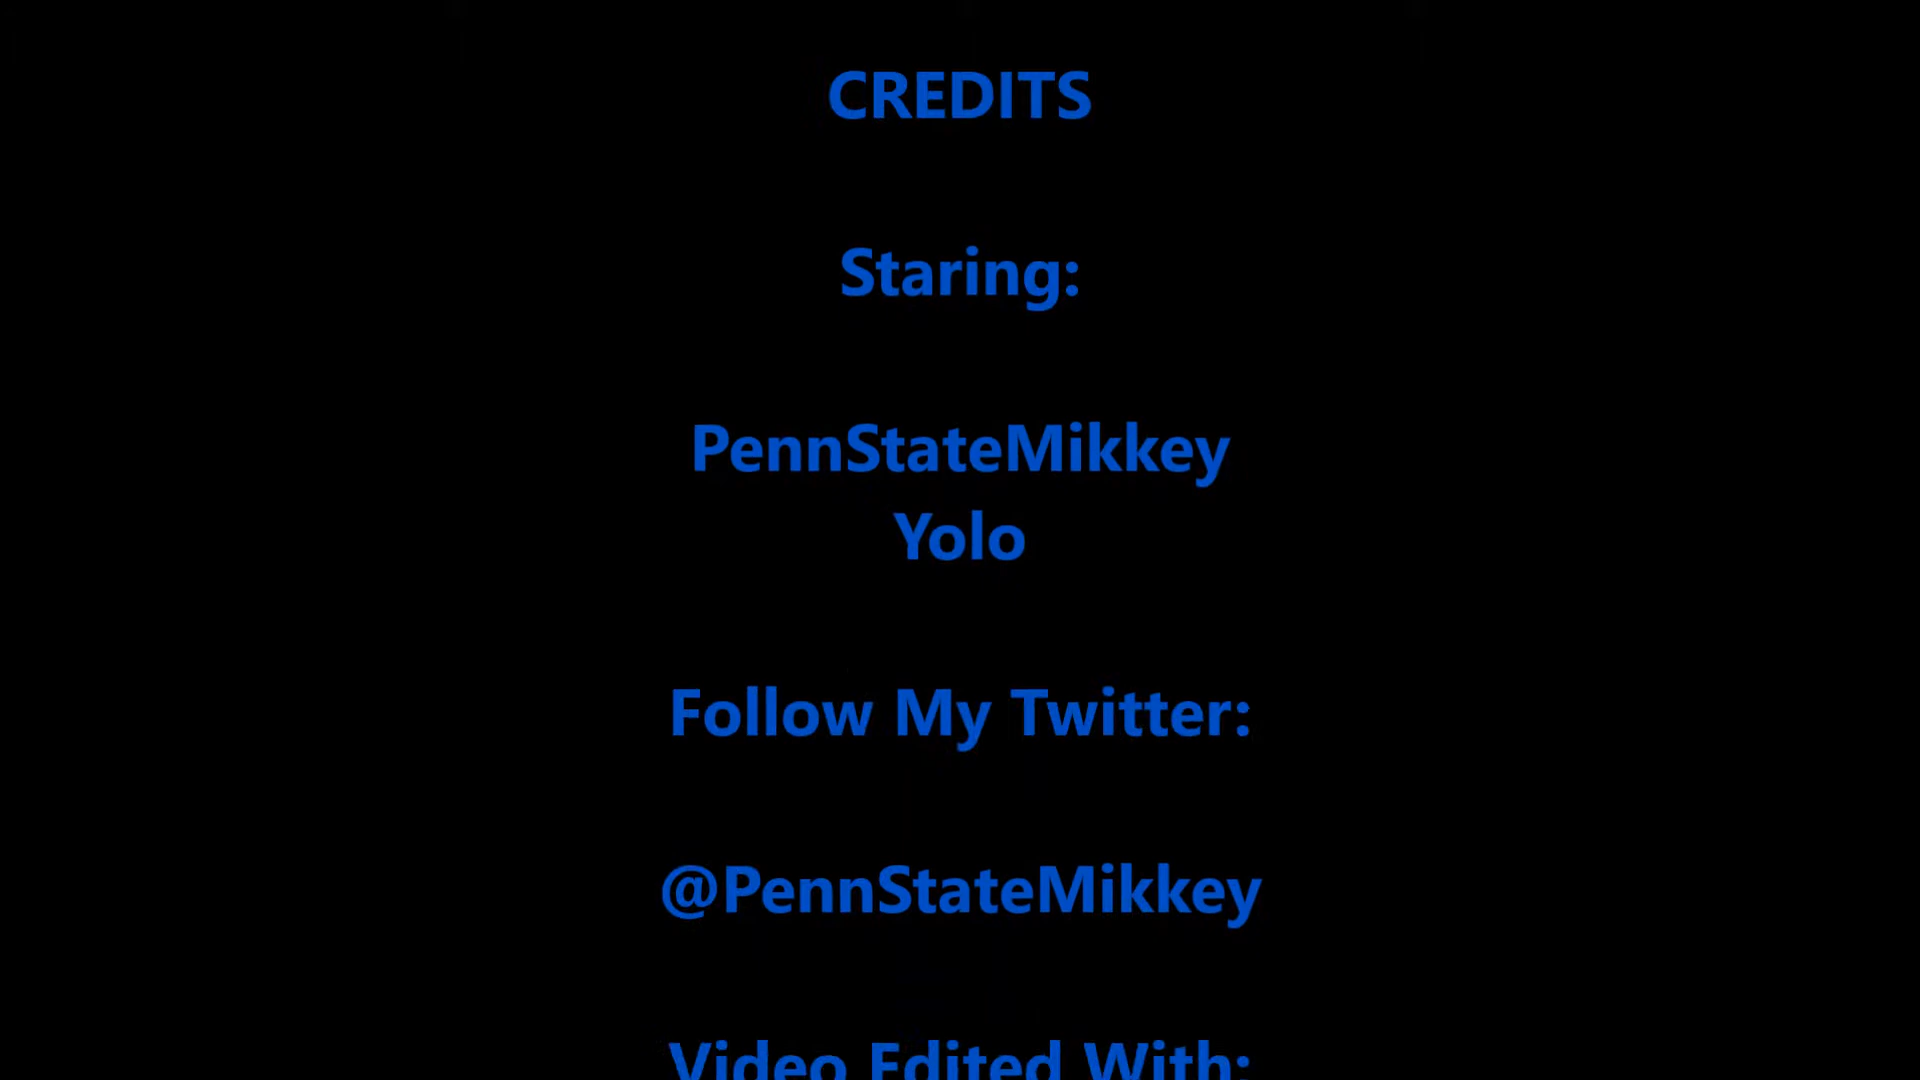 CREDITS
Staring:
PennStateMikkey
Yolo
Follow My Twitter:
@PennStateMikkey
Video Edited With: